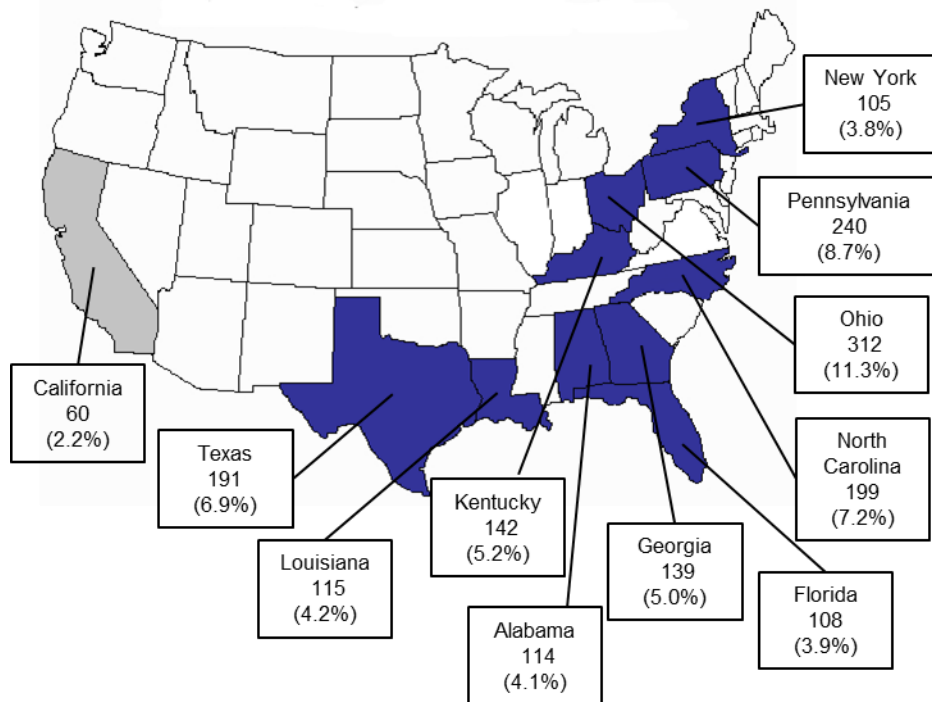 New York
105
(3.8%)
Pennsylvania
240
(8.7%)
Ohio
312
(11.3%)
North
Carolina
199
(7.2%)
California
60
(2.2%)
Texas
191
(6.9%)
Louisiana
115
(4.2%)
Kentucky
142
(5.2%)
Alabama
114
(4.1%)
Georgia
139
(5.0%)
Florida
108
(3.9%)